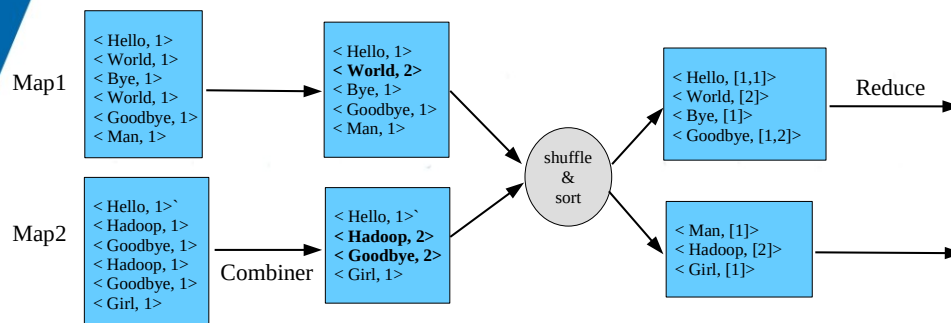 Map1
< Hello, 1>
< World, 1>
< Bye, 1>
< World, 1>
< Goodbye, 1>
< Man, 1>
< Hello, 1>
< World, 2>
< Bye, 1>
< Goodbye, 1>
< Man, 1>
shuffle
&
sort
< Hello, [1,1]>
< World, [2]>
< Bye, [1]>
< Goodbye, [1,2]>
Reduce
Map2
< Hello, 1>`
< Hadoop, 1>
< Goodbye, 1>
< Hadoop, 1>
< Goodbye, 1>
< Girl, 1>
Combiner
< Hello, 1>`
< Hadoop, 2>
< Goodbye, 2>
< Girl, 1>
< Man, [1]>
< Hadoop, [2]>
< Girl, [1]>